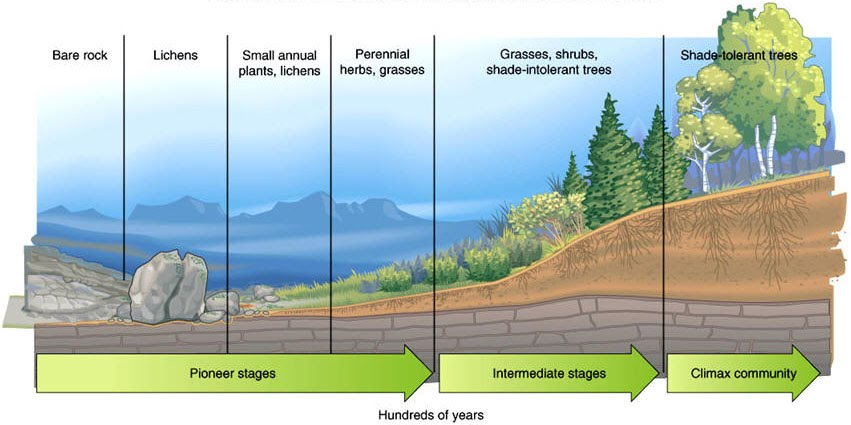 Bare rock
Lichens
Small annual
plants, lichens
Perennial
herbs, grasses
Grasses, shrubs,
shade-intolerant trees
Shade-tolerant trees
Pioneer stages
Intermediate stages
Climax community
Hundreds of years